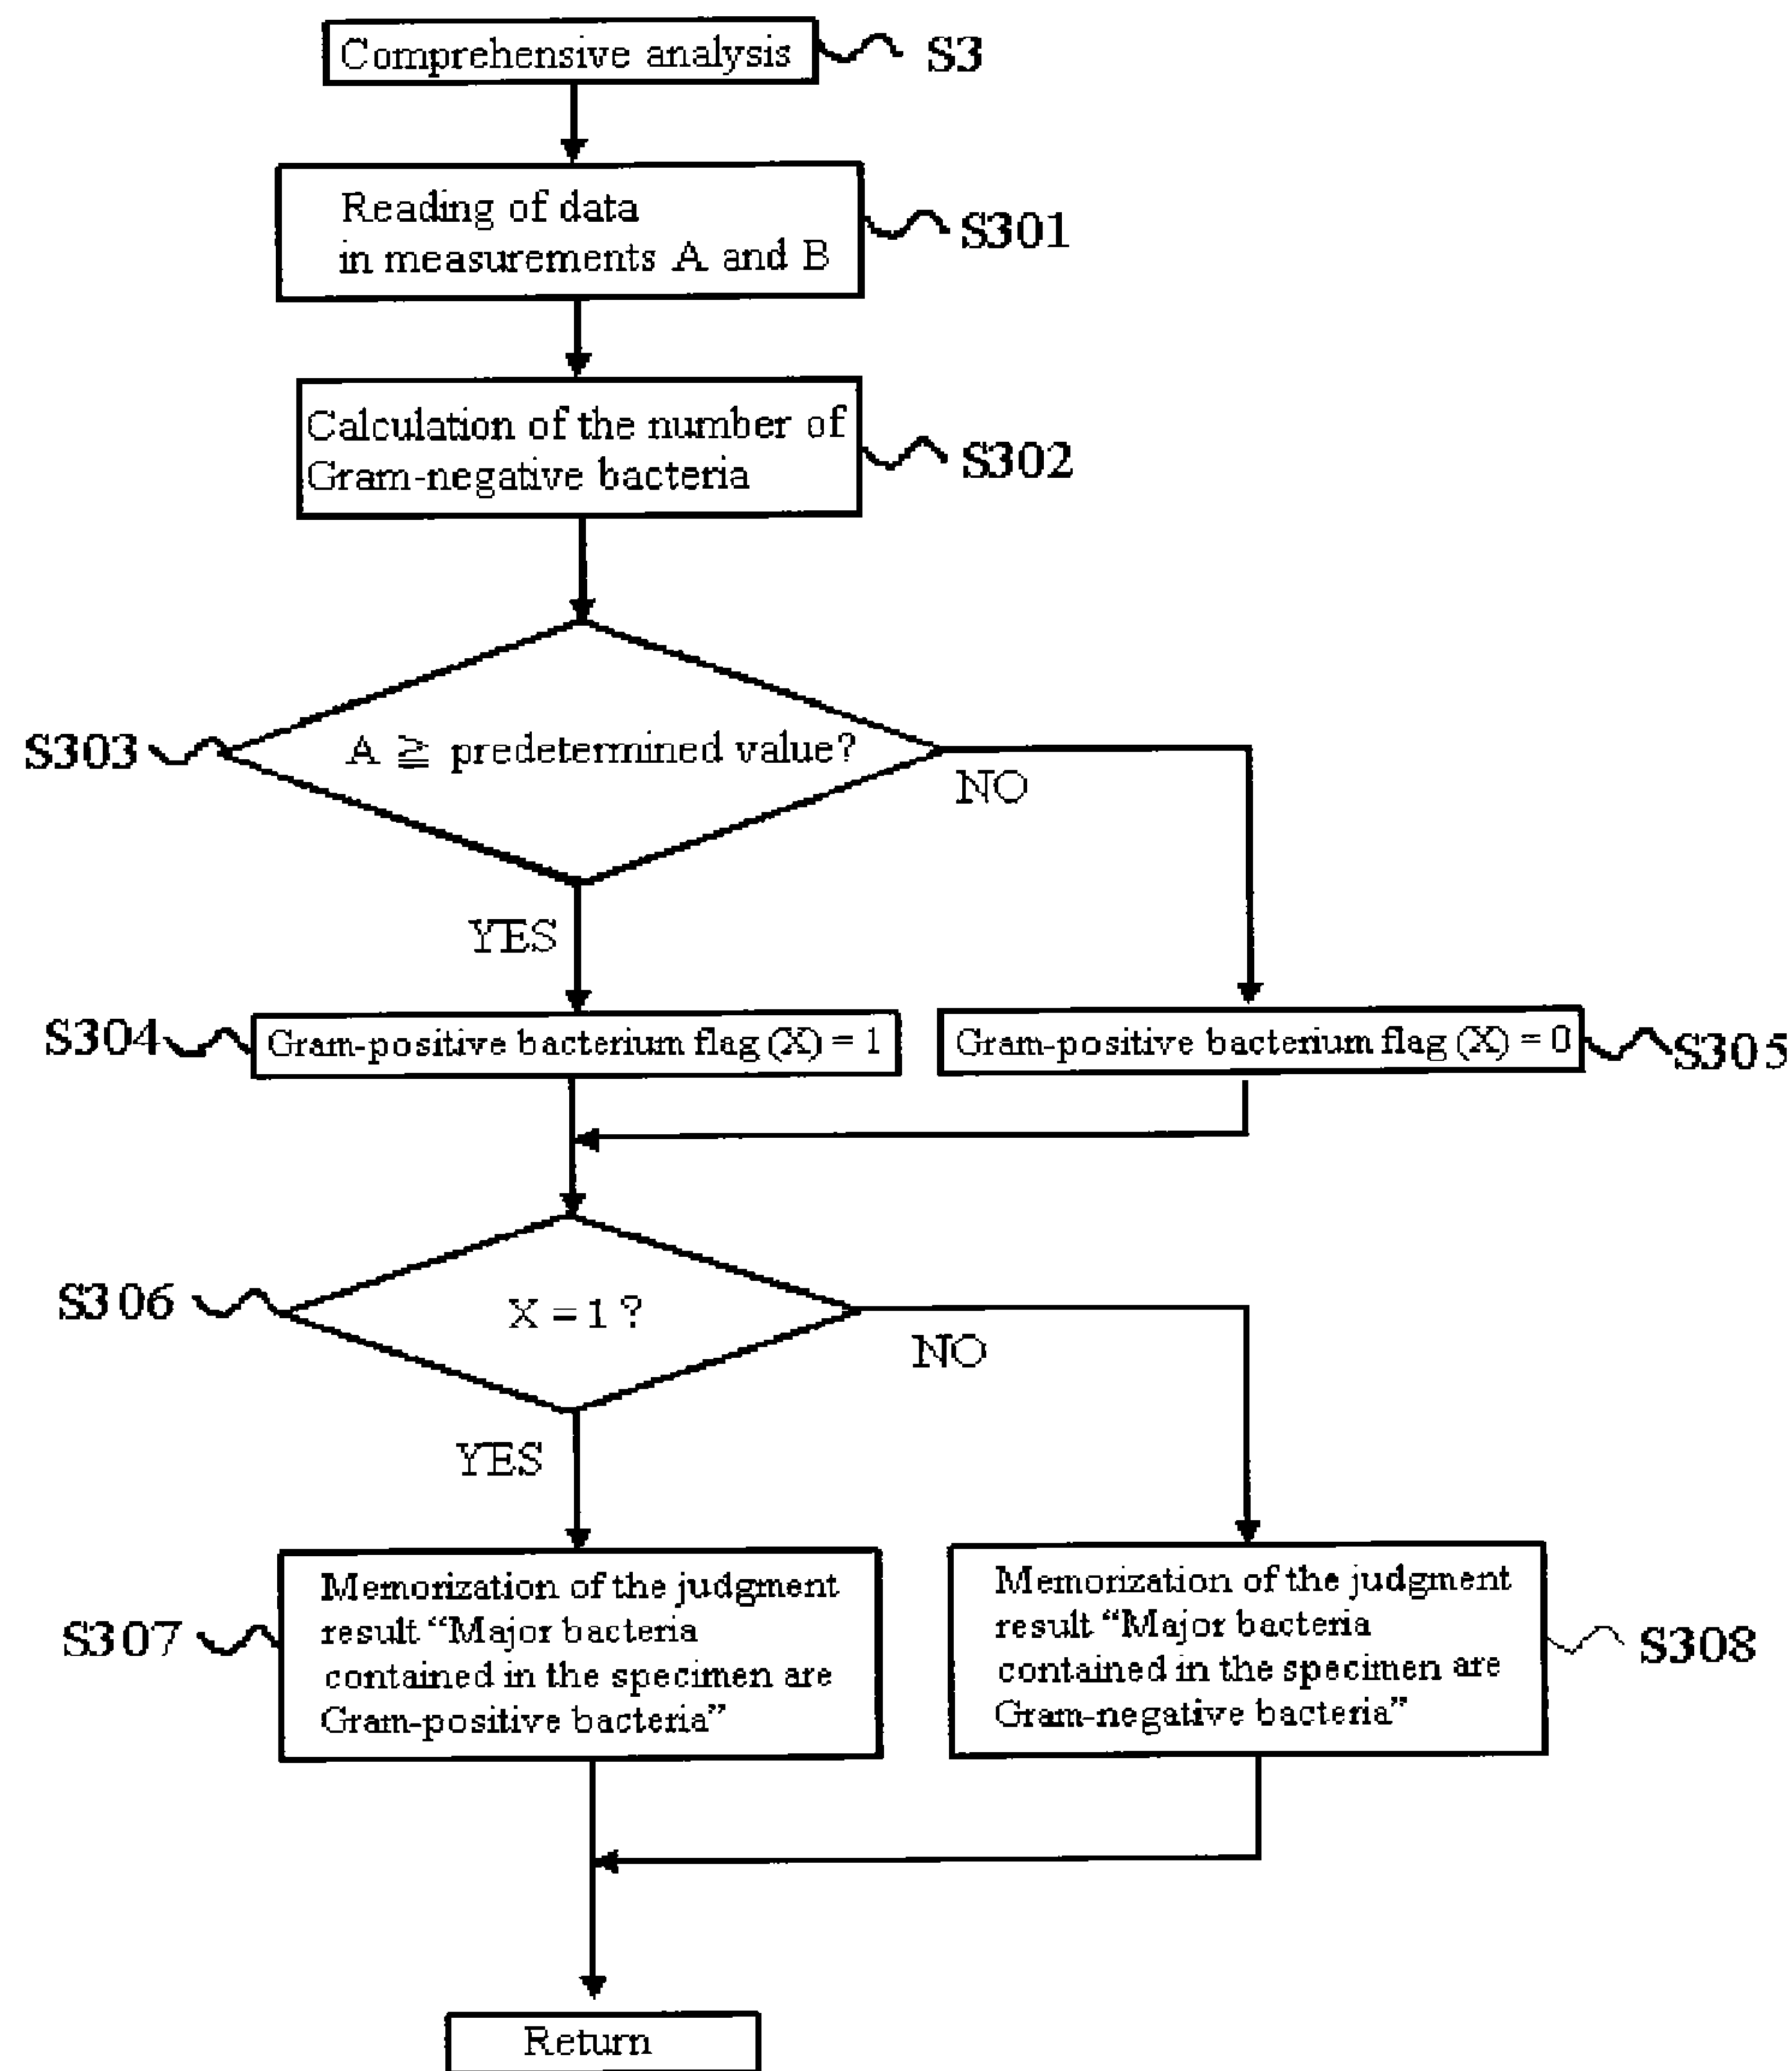 Comprehensive analysis
S3
Reading of data
in measurements A and B
S301
Calculation of the number of
Gram-negative bacteria
S302
S303
A ≧ predetermined value?
NO
YES
S304
Gram-positive bacterium flag (X) = 1
Gram-positive bacterium flag (X) = 0
S305
S306
X = 1 ?
NO
YES
S307
Memorization of the judgment
result “Major bacteria
contained in the specimen are
Gram-positive bacteria”
Memorization of the judgment
result “Major bacteria
contained in the specimen are
Gram-negative bacteria”
S308
Return